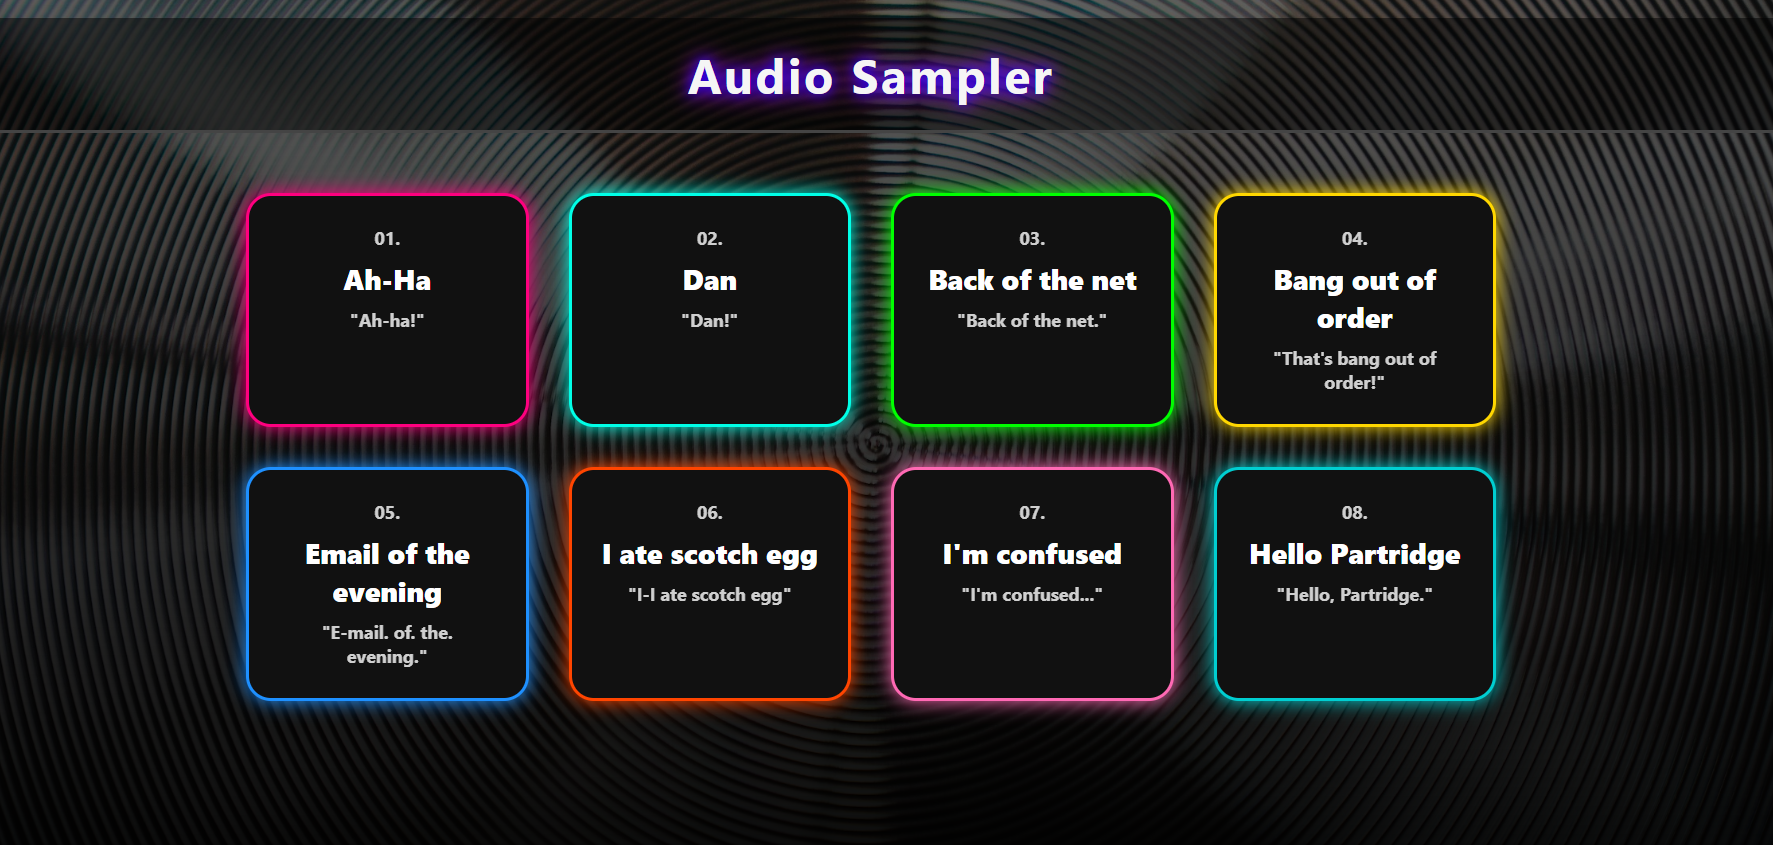 Audio Sampler
01.
Ah-Ha
"Ah-ha!"
02.
Dan
"Dan!"
03.
Back of the net
"Back of the net."
04.
Bang out of
order
"That's bang out of
order!"
05.
Email of the
evening
"E-mail. of. the.
evening."
06.
I ate scotch egg
"I-I ate scotch egg"
07.
I'm confused
"I'm confused..."
08.
Hello Partridge
"Hello, Partridge."